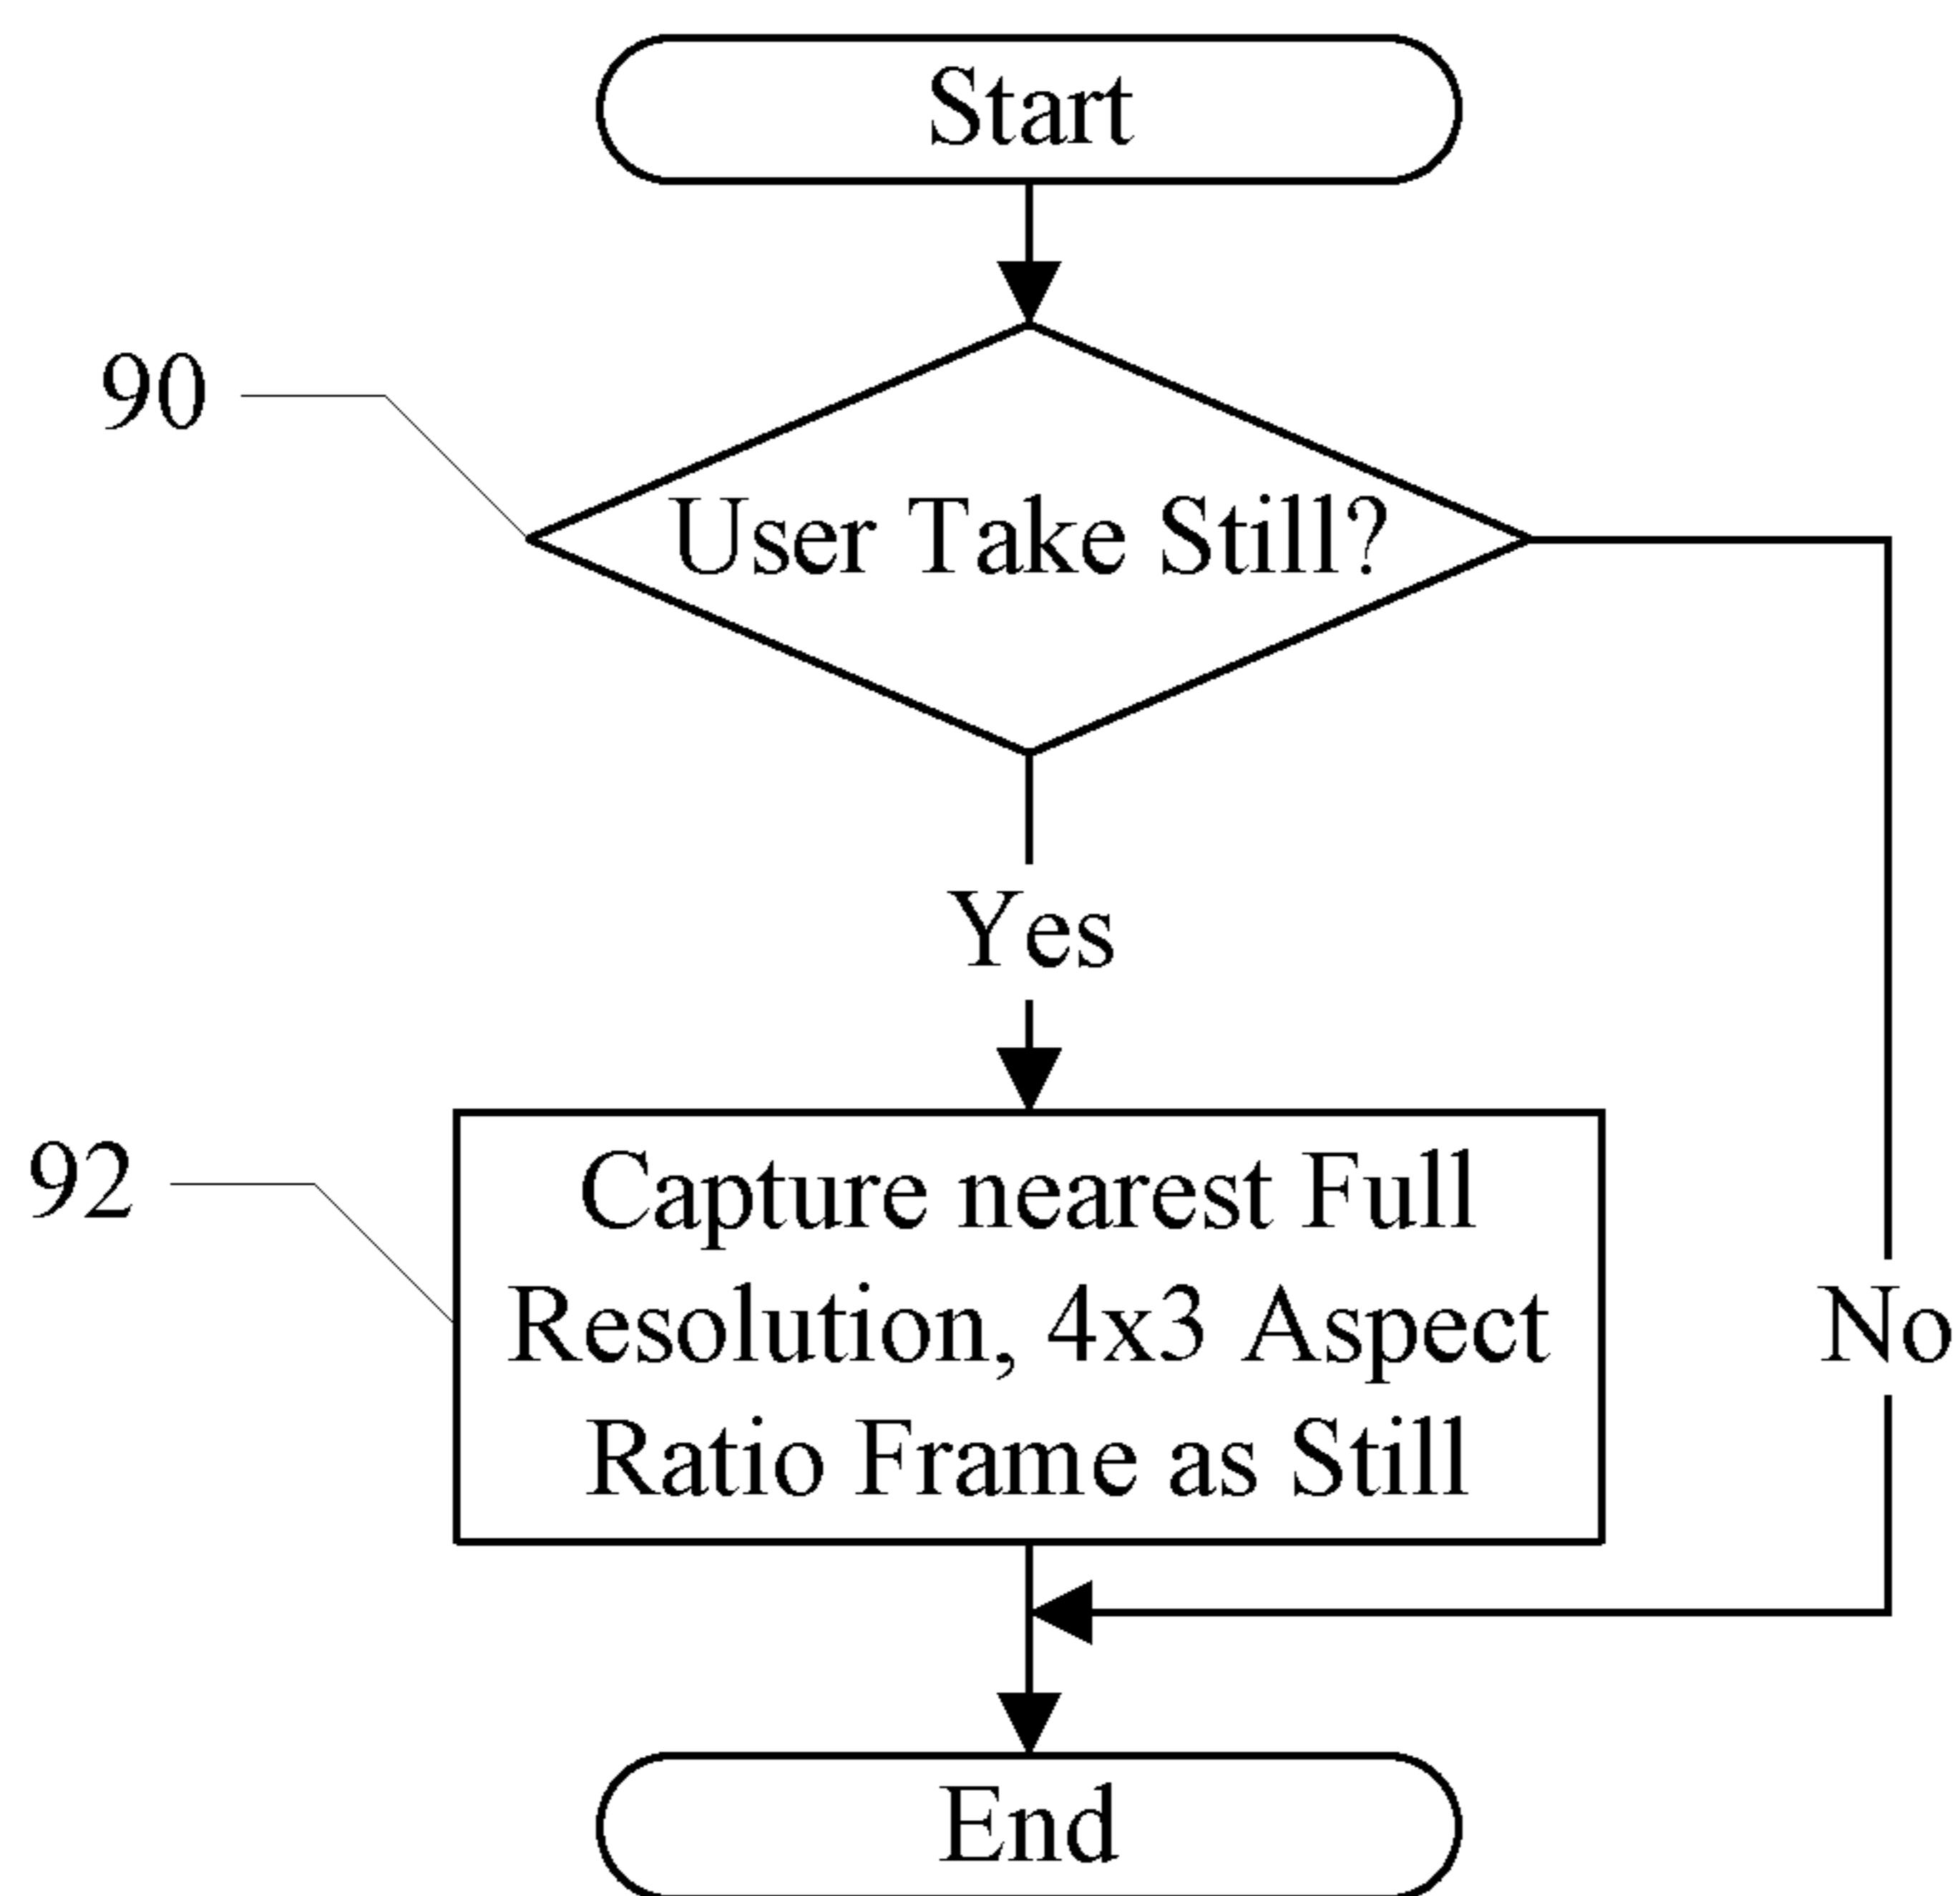 Start
90
User Take Still?
Yes
92
Capture nearest Full
Resolution, 4x3 Aspect
Ratio Frame as Still
No
End